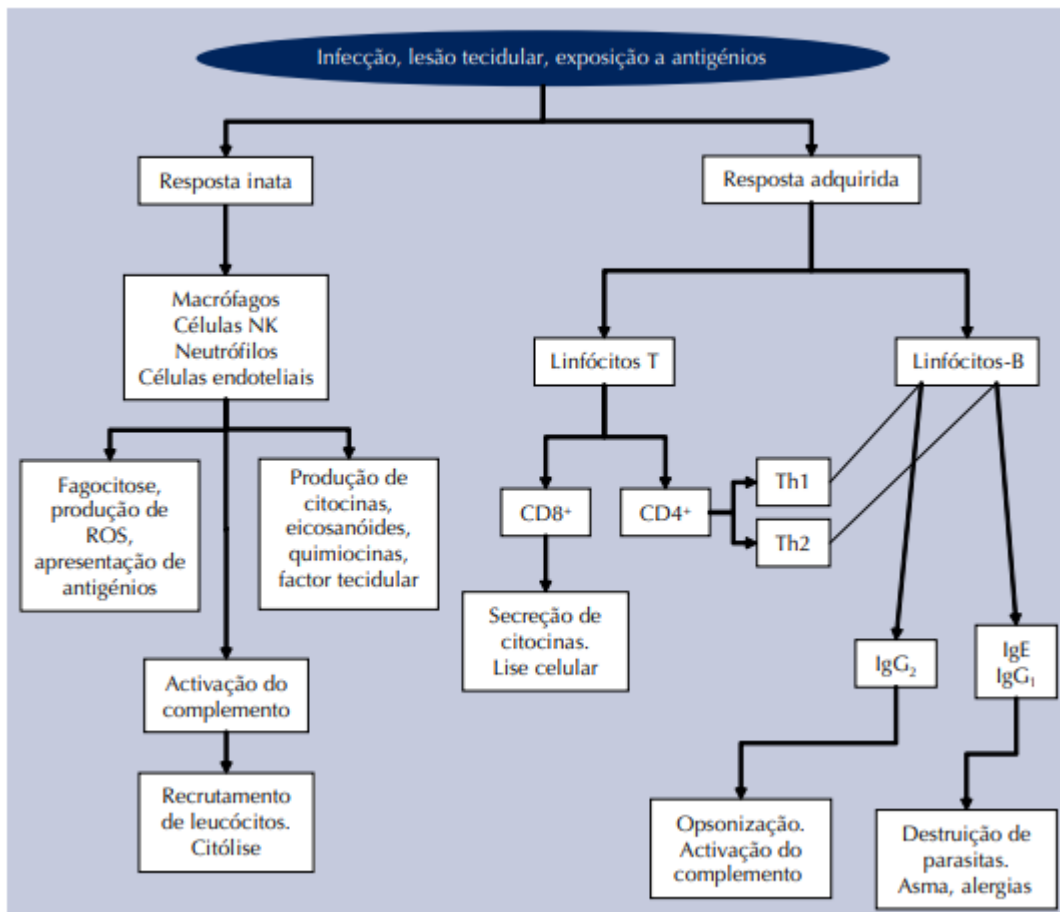 Infecção, lesão tecidular, exposição a antigénios
Resposta inata
Resposta adquirida
Macrófagos
Células NK
Neutrófilos
Células endoteliais
Linfócitos T
Linfócitos-B
Fagocitose,
produção de
ROS,
apresentação de
antigénios
Produção de
citocinas,
eicosanóides,
quimiocinas,
factor tecidular
CD8⁺
CD4⁺
Th1
Th2
Secreção de
citocinas.
Lise celular
IgG₂
IgE
IgG₁
Activação do
complemento
Recrutamento
de leucócitos.
Citólise
Opsonização.
Activação do
complemento
Destruição de
parasitas.
Asma, alergias